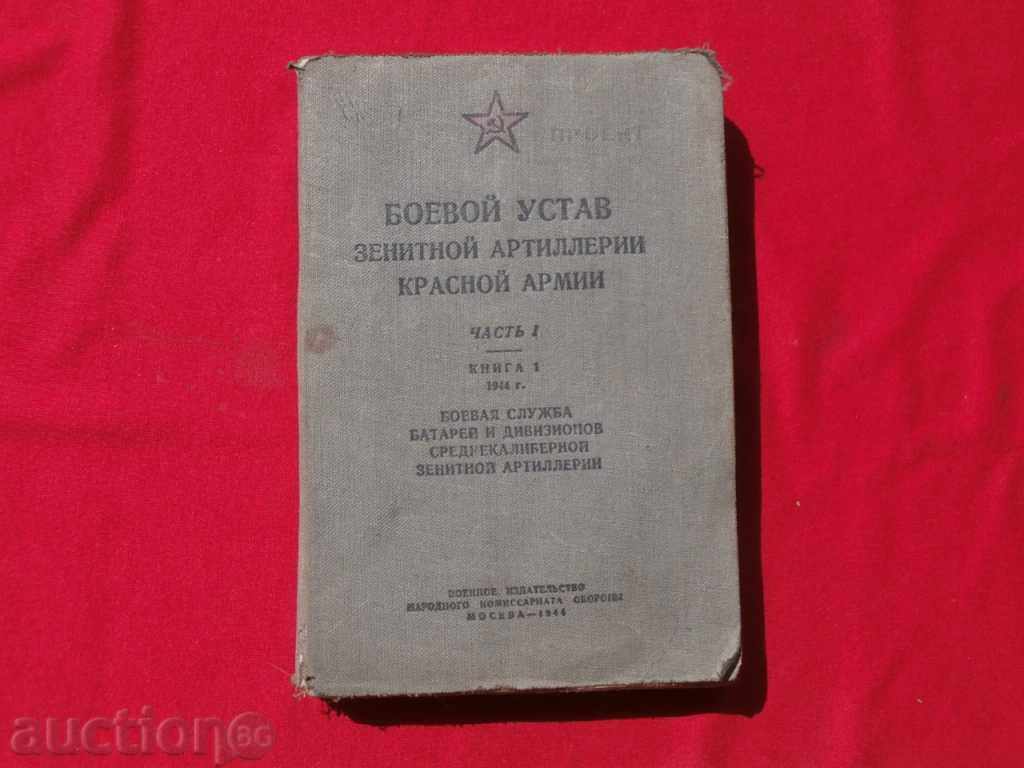 ПРОЕКТ
БОЕВОЙ УСТАВ
ЗЕНИТНОЙ АРТИЛЛЕРИИ
КРАСНОЙ АРМИИ
ЧАСТЬ I
КНИГА 1
1944 г.
БОЕВАЯ СЛУЖБА
БАТАРЕЙ И ДИВИЗИОНОВ
СРЕДНЕКАЛИБЕРНОЙ
ЗЕНИТНОЙ АРТИЛЛЕРИИ
ВОЕННОЕ ИЗДАТЕЛЬСТВО
НАРОДНОГО КОМИССАРИАТА ОБОРОНЫ
МОСКВА—1944
auction BG